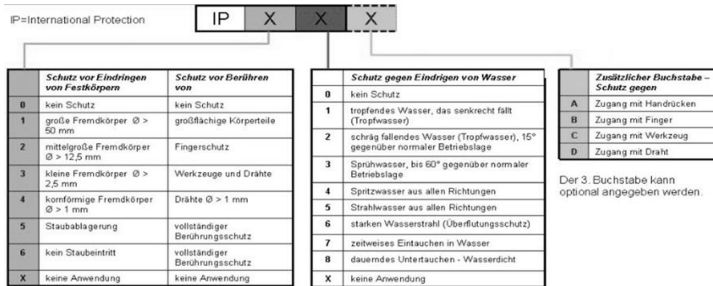 IP=International Protection
IP X X X
Schutz vor Eindringen von Festkörpern
Schutz vor Berühren von
0 kein Schutz kein Schutz
1 große Fremdkörper Ø > 50 mm großflächige Körperteile
2 mittelgroße Fremdkörper Ø > 12,5 mm Fingerschutz
3 kleine Fremdkörper Ø > 2,5 mm Werkzeuge und Drähte
4 kornförmige Fremdkörper Ø > 1 mm Drähte Ø > 1 mm
5 Staubablagerung vollständiger Berührungsschutz
6 kein Staubeintritt vollständiger Berührungsschutz
X keine Anwendung keine Anwendung
Schutz gegen Eindrigen von Wasser
0 kein Schutz
1 tropfendes Wasser, das senkrecht fällt (Tropfwasser)
2 schräg fallendes Wasser (Tropfwasser), 15° gegenüber normaler Betriebslage
3 Sprühwasser, bis 60° gegenüber normaler Betriebslage
4 Spritzwasser aus allen Richtungen
5 Strahlwasser aus allen Richtungen
6 starken Wasserstrahl (Überflutungsschutz)
7 zeitweises Eintauchen in Wasser
8 dauerndes Untertauchen - Wasserdicht
X keine Anwendung
Zusätzlicher Buchstabe – Schutz gegen
A Zugang mit Handrücken
B Zugang mit Finger
C Zugang mit Werkzeug
D Zugang mit Draht
Der 3. Buchstabe kann
optional angegeben werden.